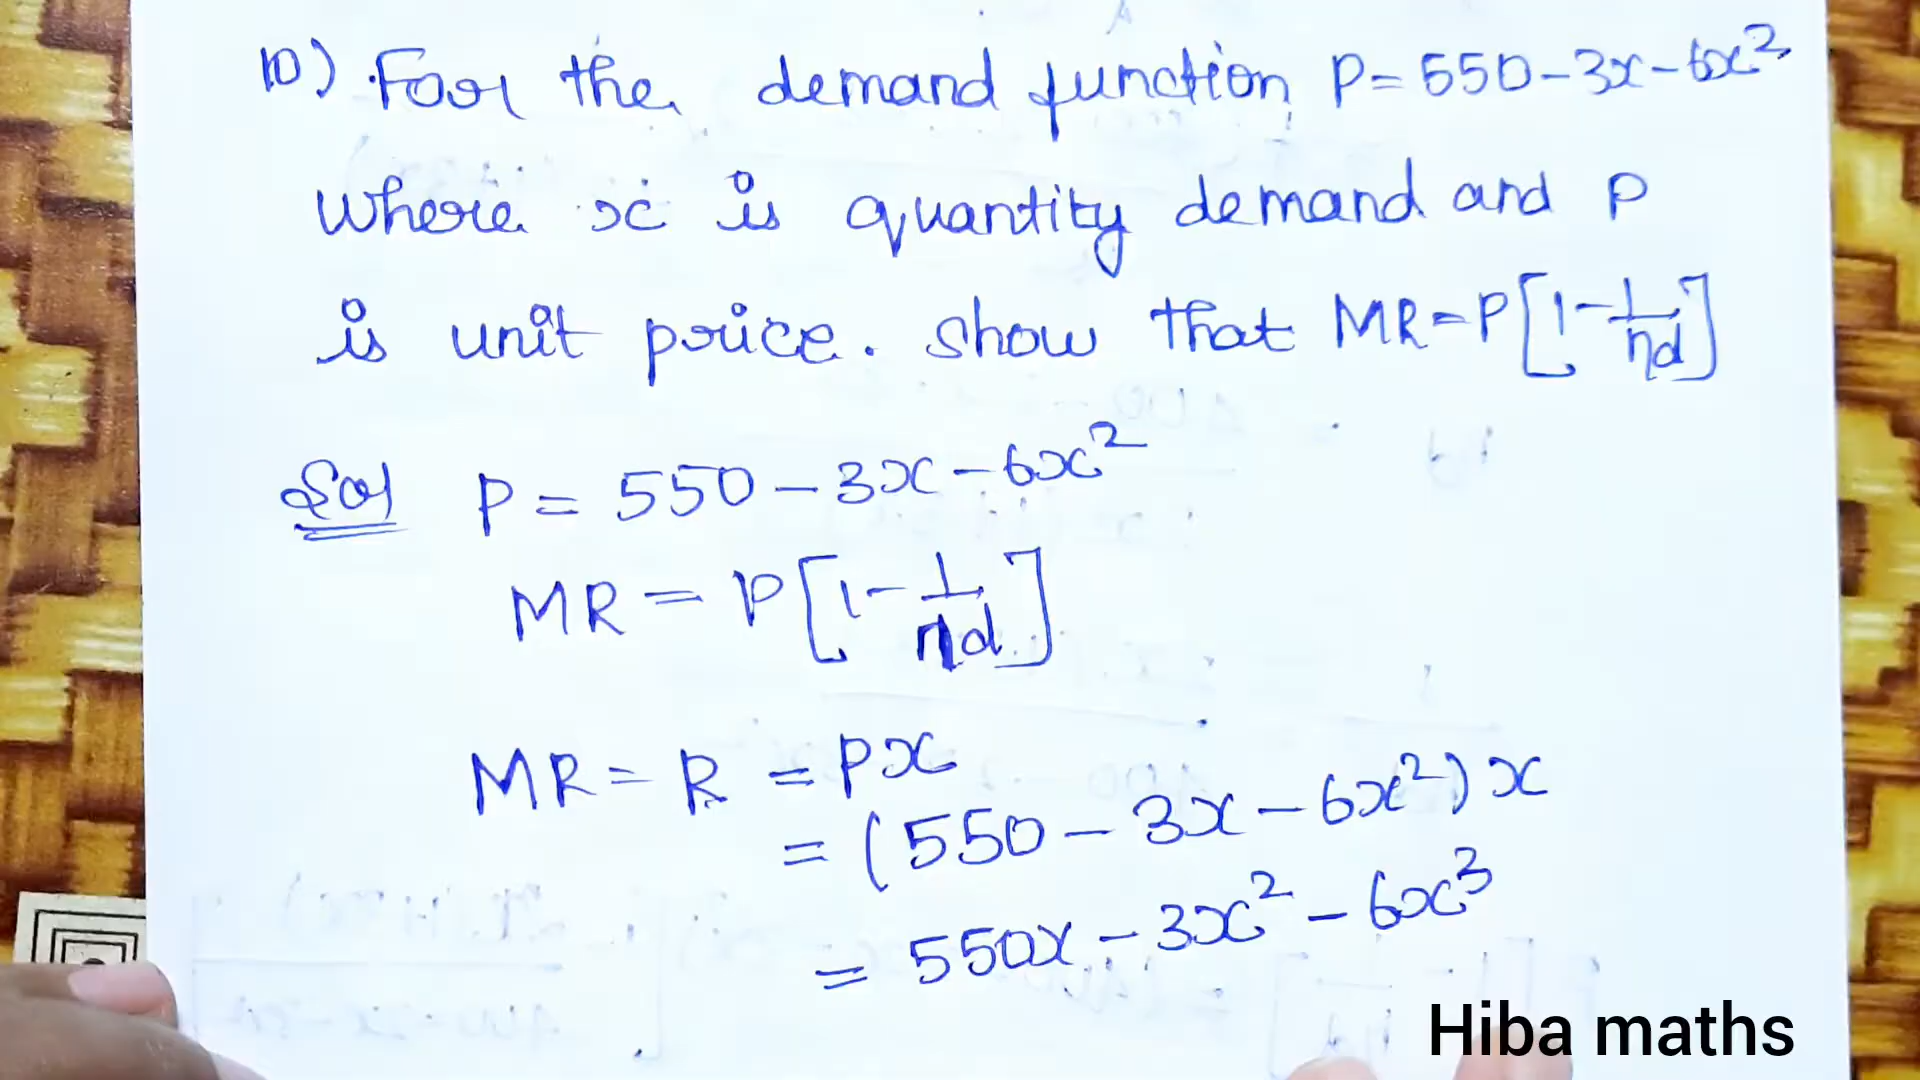 10) For the demand function P = 550 - 3x - 6x²
where x is quantity demand and P
is unit price. show that MR = P[1 - 1/ηd]
Sol P = 550 - 3x - 6x²
MR = P[1 - 1/ηd]
MR = R = Px
= (550 - 3x - 6x²)x
= 550x - 3x² - 6x³
Hiba maths